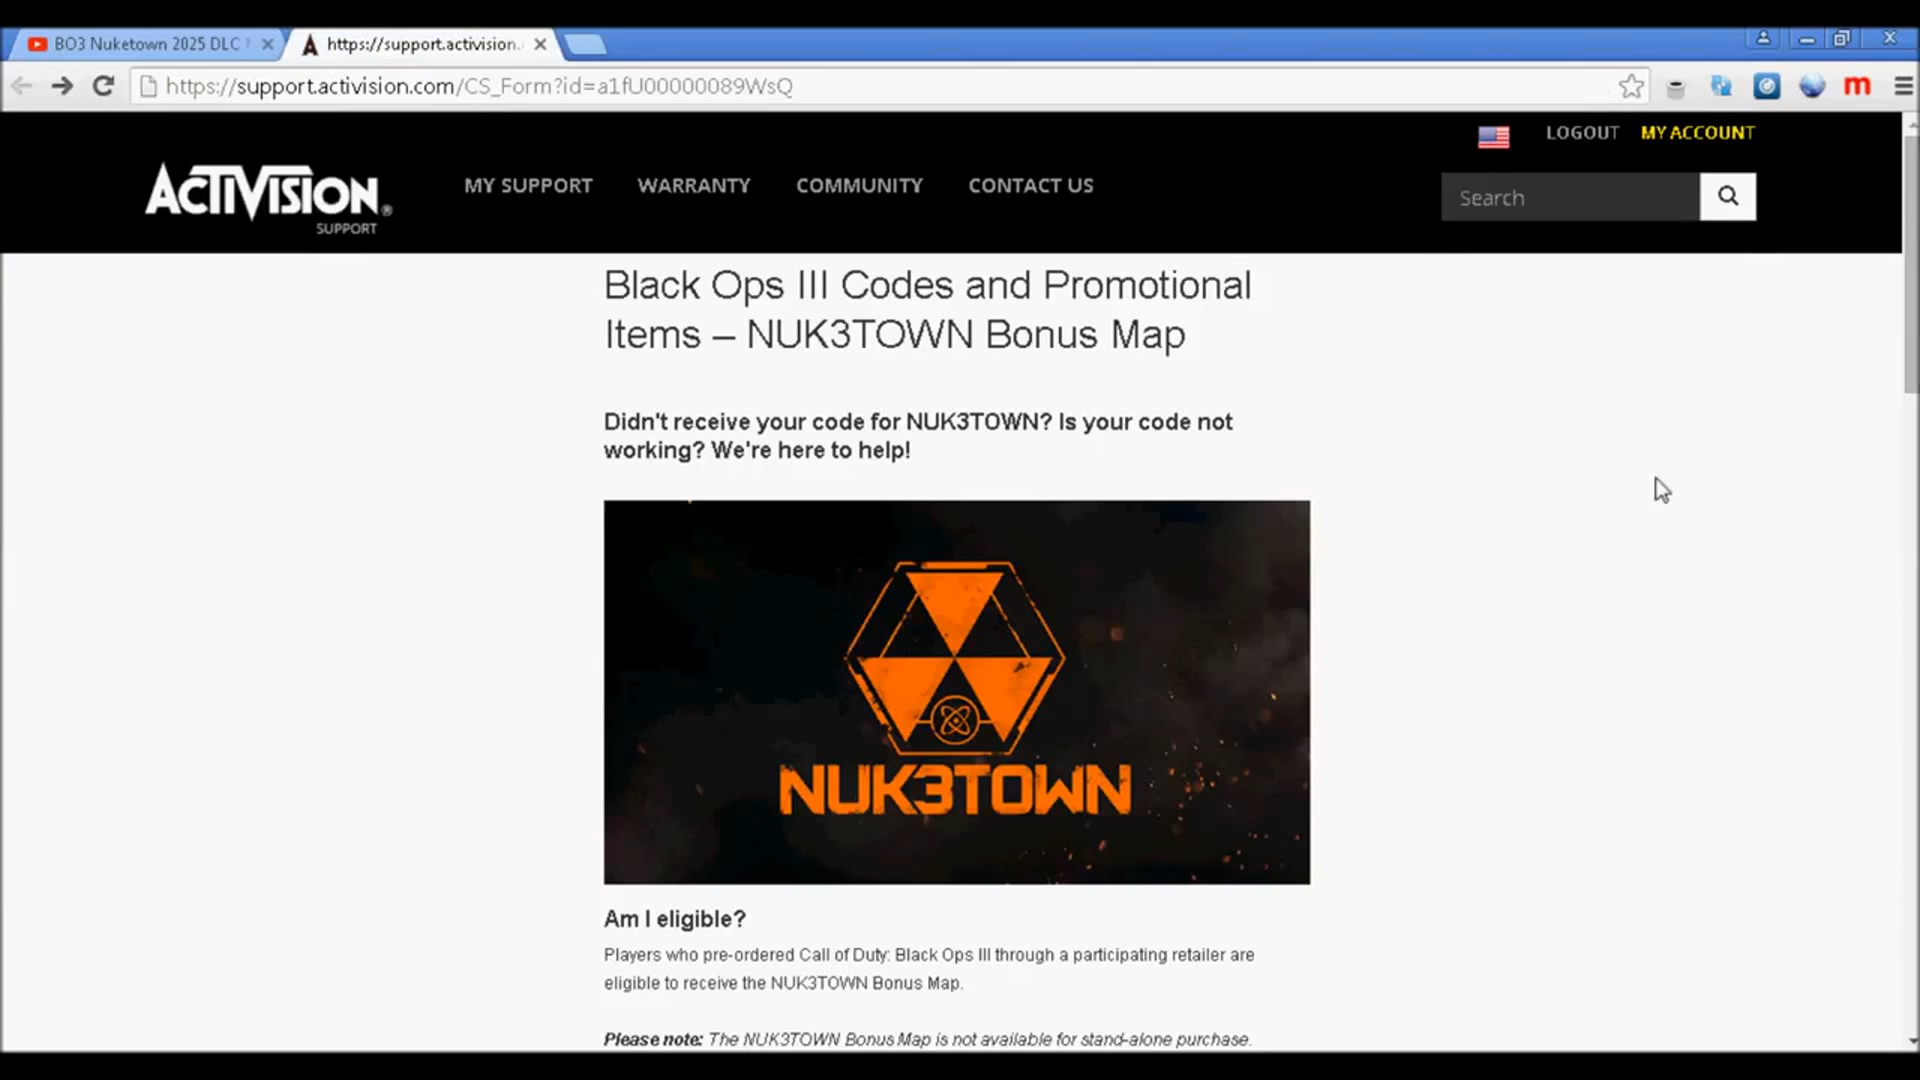 BO3 Nuketown 2025 DLC
https://support.activision.
https://support.activision.com/CS_Form?id=a1fU00000089WsQ
m
LOGOUT MY ACCOUNT
ACTIVISION®
SUPPORT
MY SUPPORT WARRANTY COMMUNITY CONTACT US
Search
Black Ops III Codes and Promotional
Items – NUK3TOWN Bonus Map
Didn't receive your code for NUK3TOWN? Is your code not
working? We're here to help!
NUK3TOWN
Am I eligible?
Players who pre-ordered Call of Duty: Black Ops III through a participating retailer are
eligible to receive the NUK3TOWN Bonus Map.
Please note: The NUK3TOWN Bonus Map is not available for stand-alone purchase.